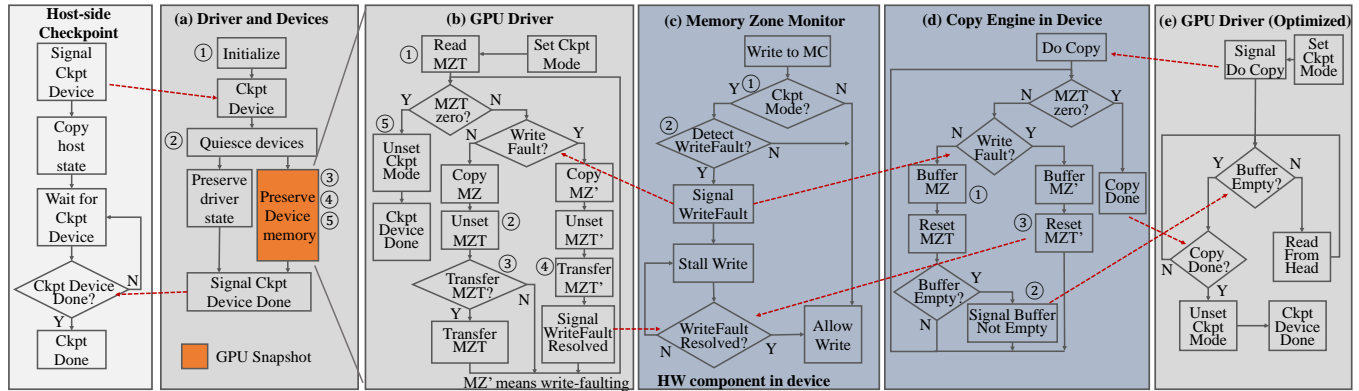 Host-side
Checkpoint
Signal
Ckpt
Device
Copy
host
state
Wait for
Ckpt
Device
Ckpt Device
Done?
N
Y
Ckpt
Done
(a) Driver and Devices
①
Initialize
Ckpt
Device
②
Quiesce devices
Preserve
driver
state
Preserve
Device
memory
③
④
⑤
Signal Ckpt
Device Done
GPU Snapshot
(b) GPU Driver
①
Read
MZT
Set Ckpt
Mode
Y
MZT
zero?
N
⑤
Unset
Ckpt
Mode
Ckpt
Device
Done
N
Write
Fault?
Y
Copy
MZ
Copy
MZ'
Unset
MZT
②
Unset
MZT'
Transfer
MZT?
③
④
Transfer
MZT'
Y
N
Transfer
MZT
Signal
WriteFault
Resolved
MZ' means write-faulting
(c) Memory Zone Monitor
Write to MC
Y
①
Ckpt
Mode?
N
②
Detect
WriteFault?
N
Y
Signal
WriteFault
Stall Write
WriteFault
Resolved?
N
Y
Allow
Write
HW component in device
(d) Copy Engine in Device
Do Copy
N
MZT
zero?
Y
N
Write
Fault?
Y
Buffer
MZ
①
Buffer
MZ'
Copy
Done
Reset
MZT
③
Reset
MZT'
Buffer
Empty?
Y
②
N
Signal Buffer
Not Empty
(e) GPU Driver (Optimized)
Signal
Do Copy
Set
Ckpt
Mode
Y
Buffer
Empty?
N
N
Copy
Done?
Read
From
Head
Y
Unset
Ckpt
Mode
Ckpt
Device
Done